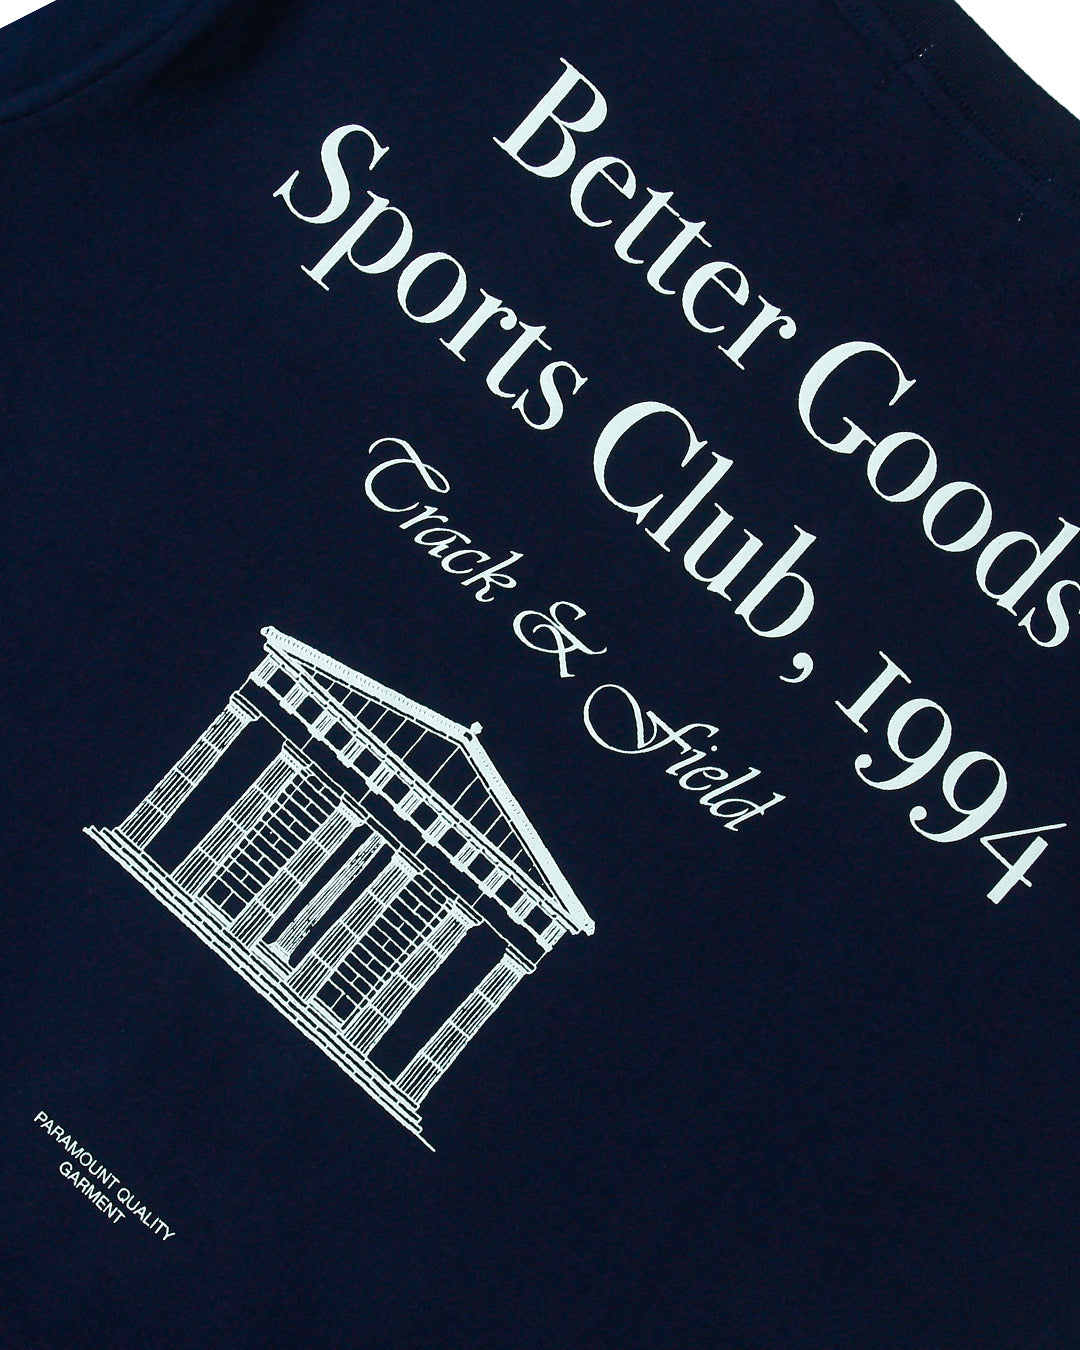 Better Goods
Sports Club, 1994
Track & Field
PARAMOUNT QUALITY
GARMENT